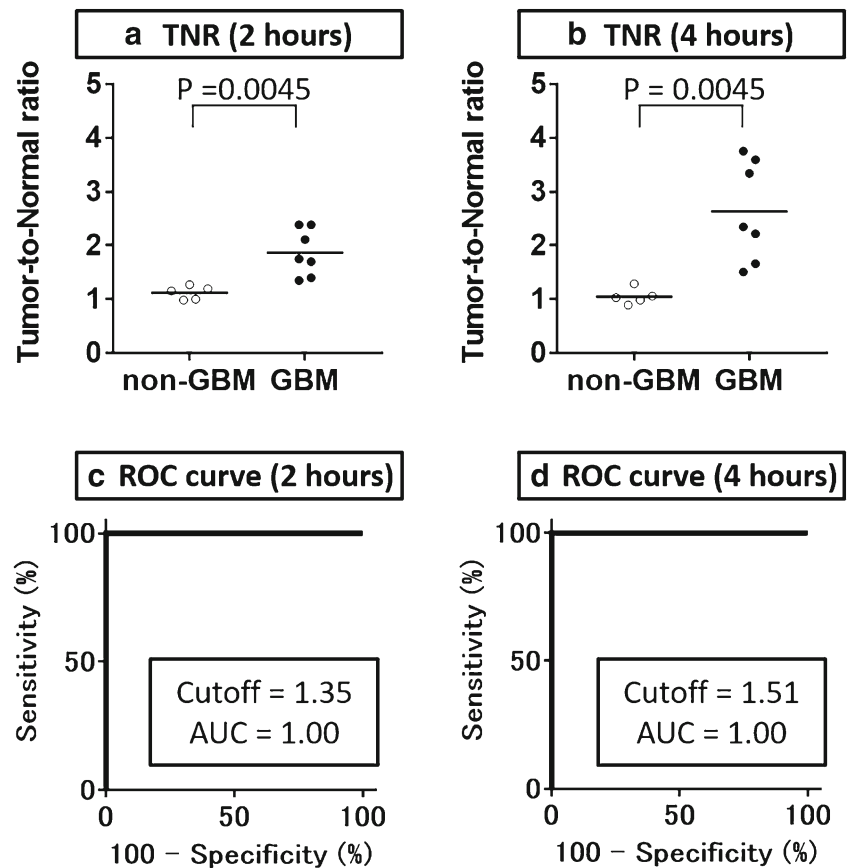 a TNR (2 hours)
Tumor-to-Normal ratio
5
4
3
2
1
0
P =0.0045
non-GBM GBM
b TNR (4 hours)
Tumor-to-Normal ratio
5
4
3
2
1
0
P = 0.0045
non-GBM GBM
c ROC curve (2 hours)
Sensitivity (%)
100
50
0
Cutoff = 1.35
AUC = 1.00
0 50 100
100 − Specificity (%)
d ROC curve (4 hours)
Sensitivity (%)
100
50
0
Cutoff = 1.51
AUC = 1.00
0 50 100
100 − Specificity (%)